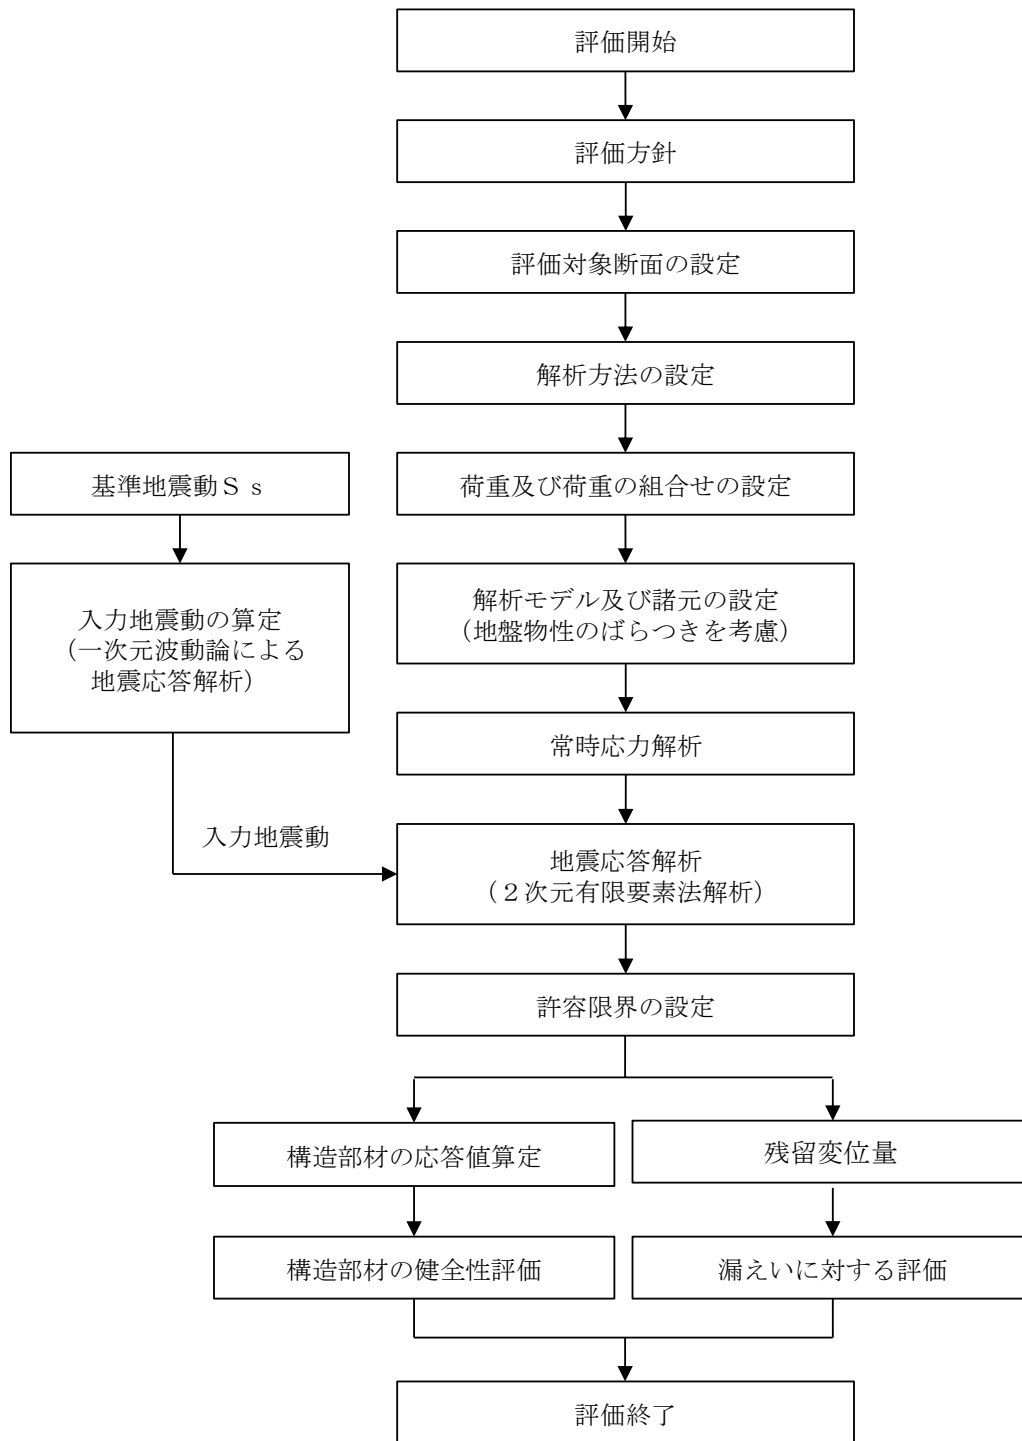 評価開始
評価方針
評価対象断面の設定
解析方法の設定
基準地震動Ｓｓ
荷重及び荷重の組合せの設定
入力地震動の算定
（一次元波動論による
地震応答解析）
解析モデル及び諸元の設定
（地盤物性のばらつきを考慮）
常時応力解析
入力地震動
地震応答解析
（２次元有限要素法解析）
許容限界の設定
構造部材の応答値算定
残留変位量
構造部材の健全性評価
漏えいに対する評価
評価終了